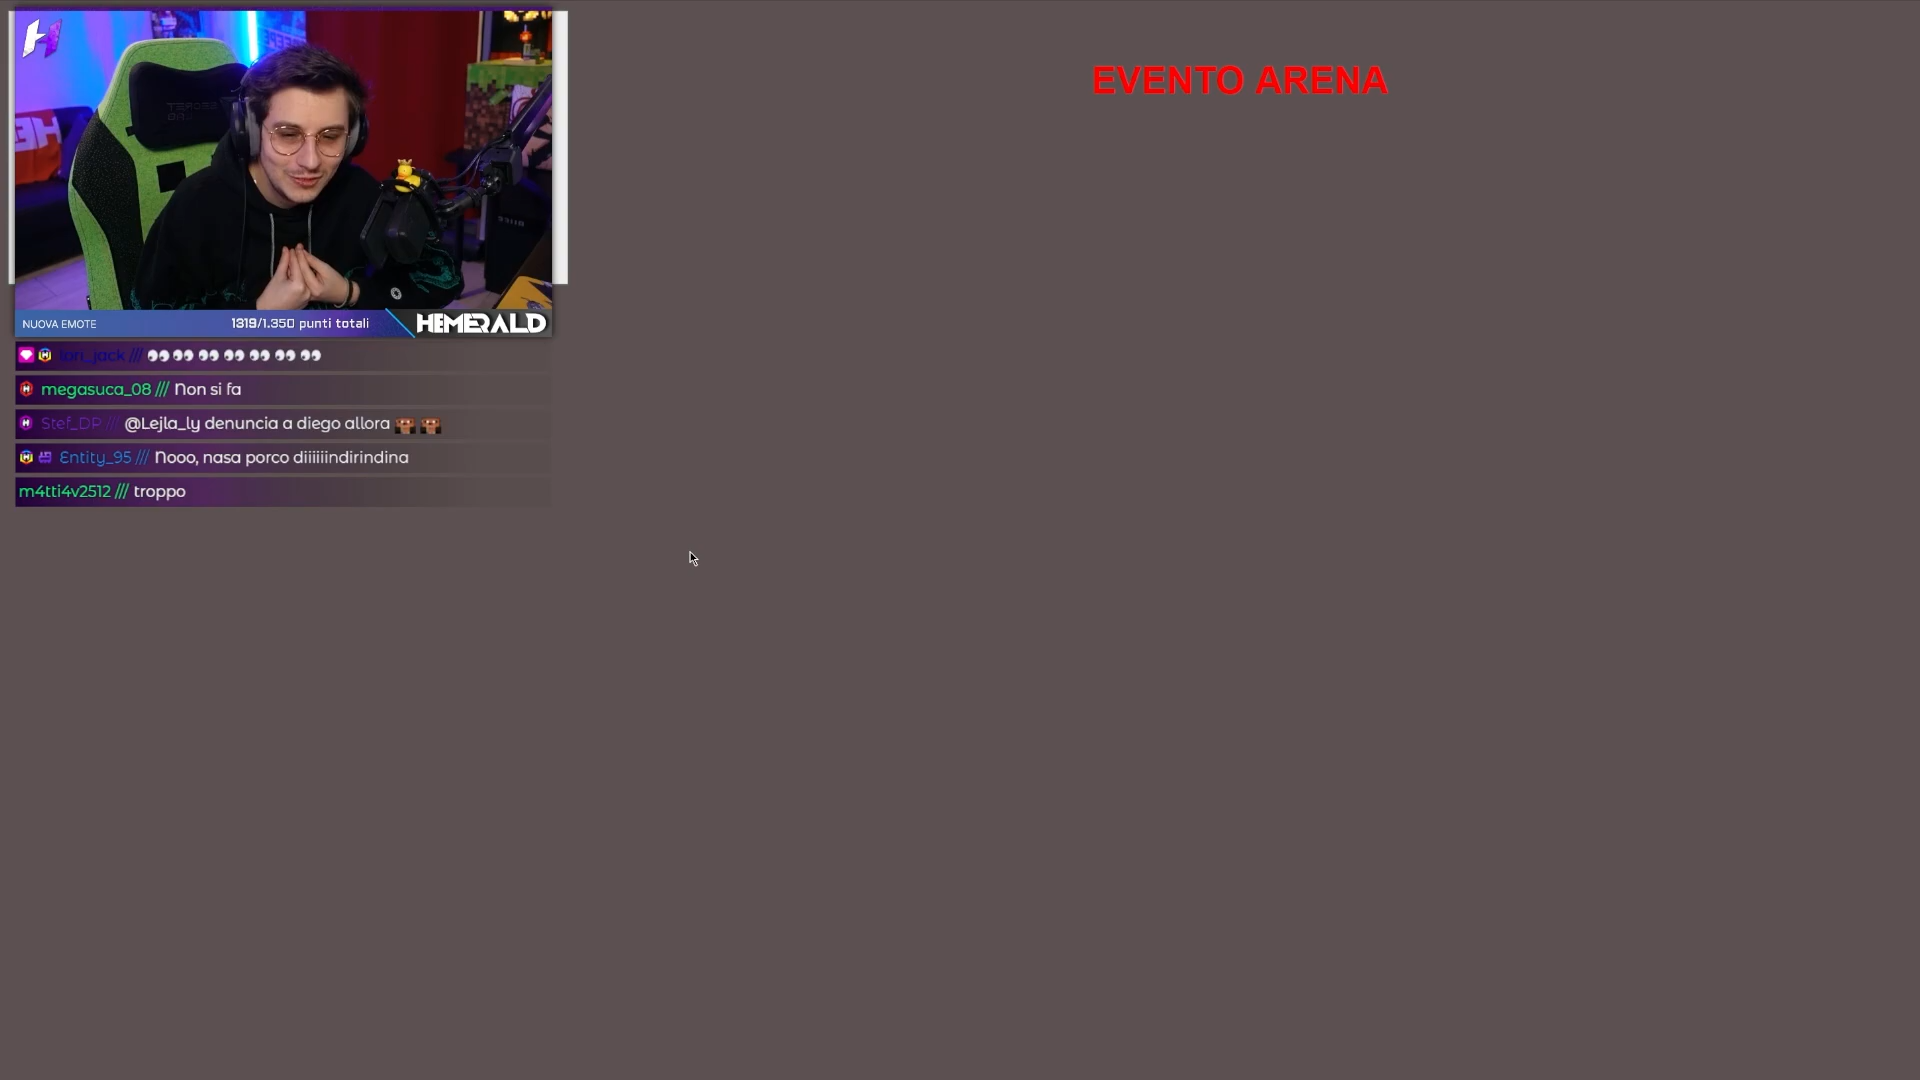 EVENTO ARENA
NUOVA EMOTE
1319/1.350 punti totali
HEMERALD
lori_jack /// 👀👀 👀 👀 👀 👀 👀
megasuca_08 /// Non si fa
Stef_DP /// @Lejla_ly denuncia a diego allora
Entity_95 /// Nooo, nasa porco diiiiiindirindina
m4tti4v2512 /// troppo